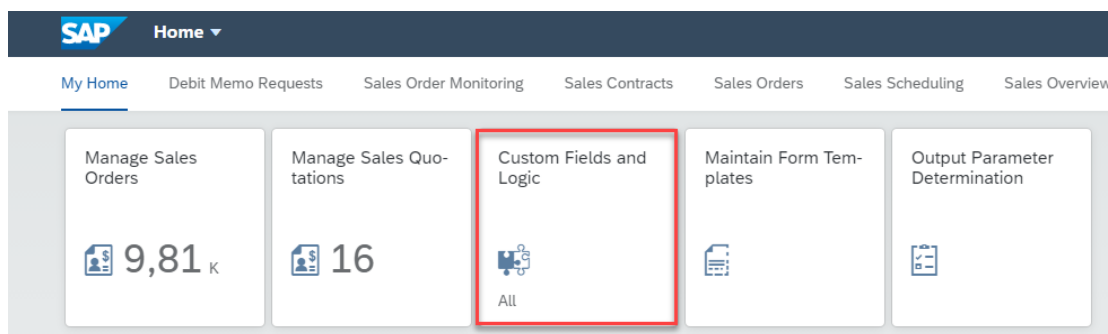 SAP Home ▾
My Home Debit Memo Requests Sales Order Monitoring Sales Contracts Sales Orders Sales Scheduling Sales Overview
Manage Sales
Orders
9,81 K
Manage Sales Quo-
tations
16
Custom Fields and
Logic
All
Maintain Form Tem-
plates
Output Parameter
Determination